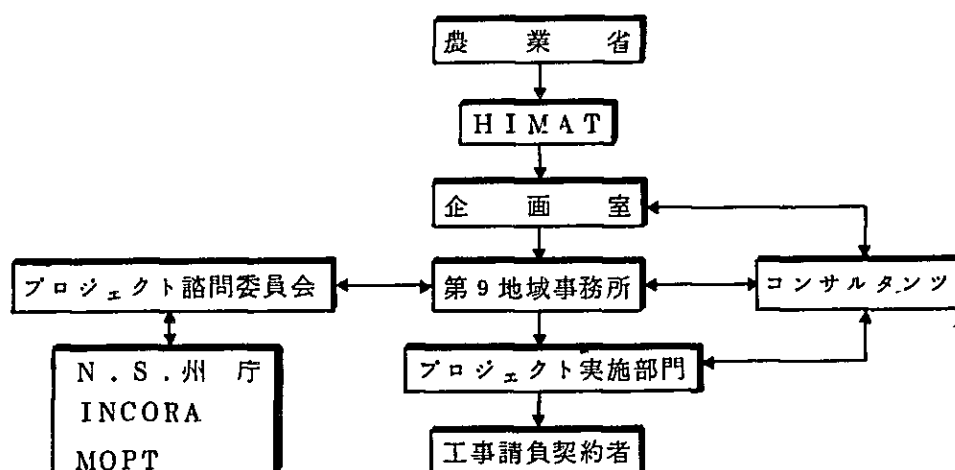 農業省
HIMAT
企画室
プロジェクト諮問委員会
第9地域事務所
コンサルタンツ
N.S.州庁
INCORA
MOPT
プロジェクト実施部門
工事請負契約者